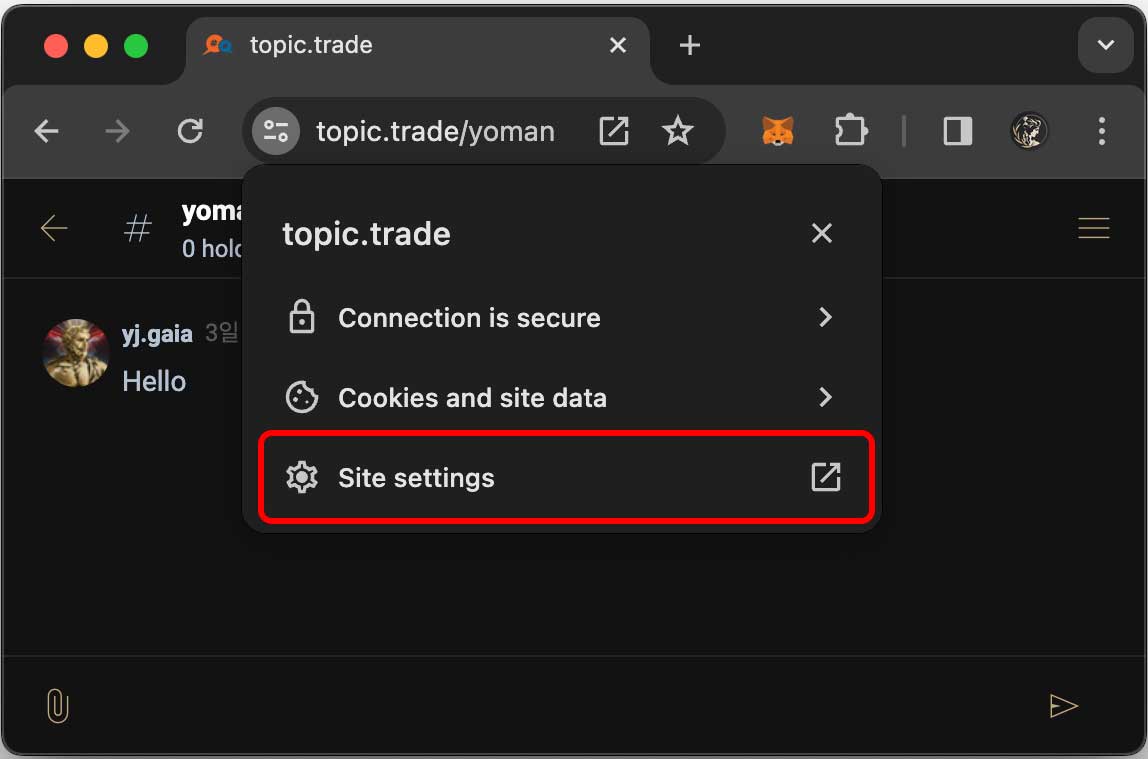 topic.trade
topic.trade/yoman
0 hold
topic.trade
Connection is secure
Cookies and site data
Site settings
yj.gaia 3일
Hello